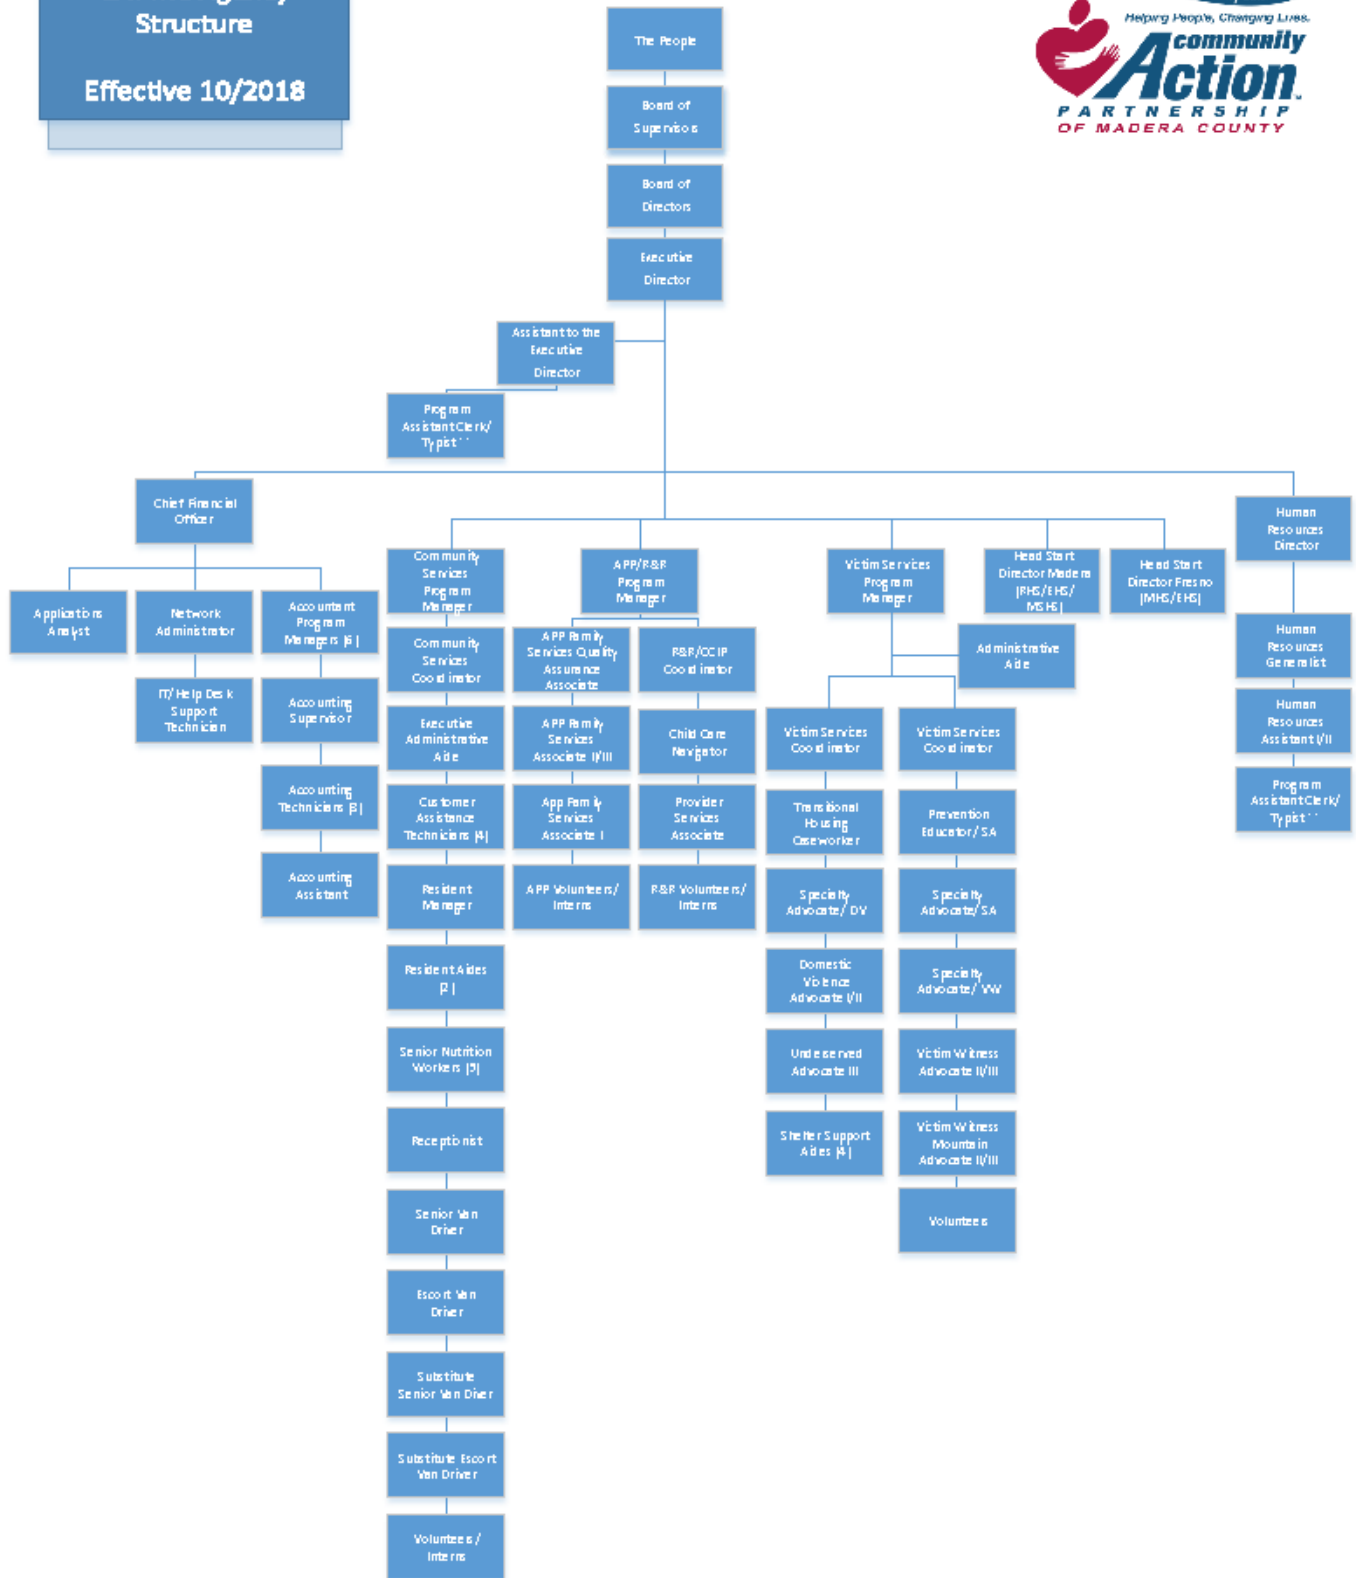 Structure
Effective 10/2018
Helping People, Changing Lives.
community
Action
PARTNERSHIP
OF MADERA COUNTY
The People
Board of
Supervisors
Board of
Directors
Executive
Director
Assistant to the
Executive
Director
Program
Assistant Clerk/
Typist
Chief Financial
Officer
Human
Resources
Director
Community
Services
Program
Manager
APP/R&R
Program
Manager
Victim Services
Program
Manager
Head Start
Director Madera
(RHS/EHS/
MSHS)
Head Start
Director Fresno
(MHS/EHS)
Applications
Analyst
Network
Administrator
Accountant
Program
Managers (6)
IT/Help Desk
Support
Technician
Accounting
Supervisor
Accounting
Technicians (3)
Accounting
Assistant
Community
Services
Coordinator
Executive
Administrative
Aide
Customer
Assistance
Technicians (4)
Resident
Manager
Resident Aides
(2)
Senior Nutrition
Workers (5)
Receptionist
Senior Van
Driver
Escort Van
Driver
Substitute
Senior Van Diver
Substitute Escort
Van Driver
Volunteers /
Interns
APP Family
Services Quality
Assurance
Associate
APP Family
Services
Associate II/III
App Family
Services
Associate I
APP Volunteers/
Interns
R&R/CCIP
Coordinator
Child Care
Navigator
Provider
Services
Associate
R&R Volunteers/
Interns
Administrative
Aide
Victim Services
Coordinator
Transitional
Housing
Caseworker
Specialty
Advocate/ DV
Domestic
Violence
Advocate I/II
Underserved
Advocate III
Shelter Support
Aides (4)
Victim Services
Coordinator
Prevention
Educator/ SA
Specialty
Advocate/ SA
Specialty
Advocate/ VW
Victim Witness
Advocate II/III
Victim Witness
Mountain
Advocate II/III
Volunteers
Human
Resources
Generalist
Human
Resources
Assistant I/II
Program
Assistant Clerk/
Typist